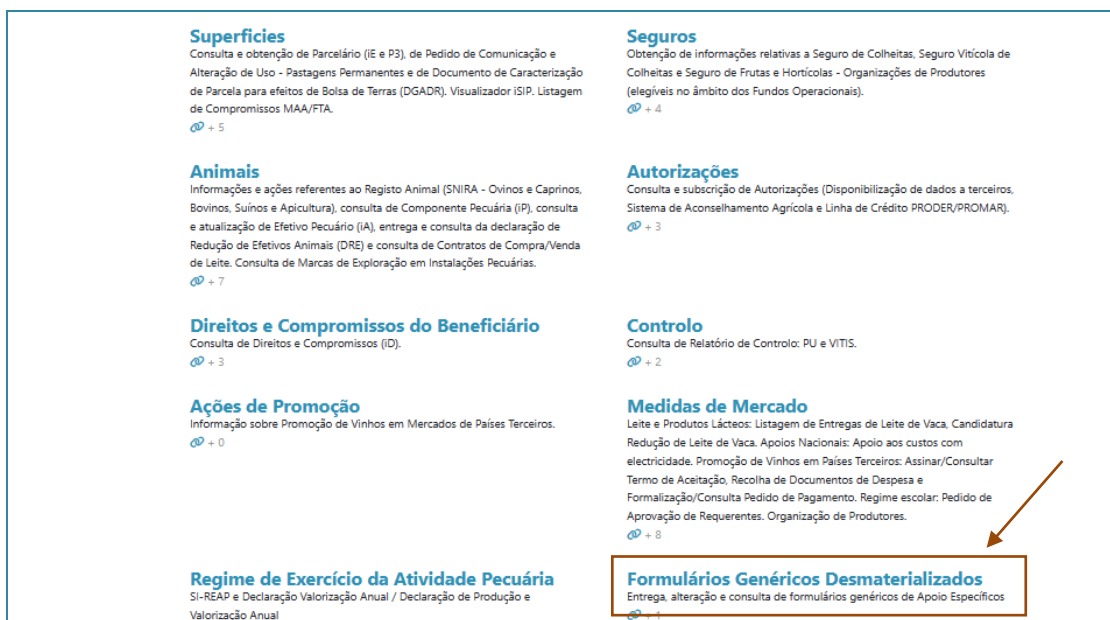 Superficies
Consulta e obtenção de Parcelário (iE e P3), de Pedido de Comunicação e
Alteração de Uso - Pastagens Permanentes e de Documento de Caracterização
de Parcela para efeitos de Bolsa de Terras (DGADR). Visualizador iSIP. Listagem
de Compromissos MAA/FTA.
+ 5
Seguros
Obtenção de informações relativas a Seguro de Colheitas, Seguro Vitícola de
Colheitas e Seguro de Frutas e Hortícolas - Organizações de Produtores
(elegíveis no âmbito dos Fundos Operacionais).
+ 4
Animais
Informações e ações referentes ao Registo Animal (SNIRA - Ovinos e Caprinos,
Bovinos, Suínos e Apicultura), consulta de Componente Pecuária (iP), consulta
e atualização de Efetivo Pecuário (iA), entrega e consulta da declaração de
Redução de Efetivos Animais (DRE) e consulta de Contratos de Compra/Venda
de Leite. Consulta de Marcas de Exploração em Instalações Pecuárias.
+ 7
Autorizações
Consulta e subscrição de Autorizações (Disponibilização de dados a terceiros,
Sistema de Aconselhamento Agrícola e Linha de Crédito PRODER/PROMAR).
+ 3
Direitos e Compromissos do Beneficiário
Consulta de Direitos e Compromissos (iD).
+ 3
Controlo
Consulta de Relatório de Controlo: PU e VITIS.
+ 2
Ações de Promoção
Informação sobre Promoção de Vinhos em Mercados de Países Terceiros.
+ 0
Medidas de Mercado
Leite e Produtos Lácteos: Listagem de Entregas de Leite de Vaca, Candidatura
Redução de Leite de Vaca. Apoios Nacionais: Apoio aos custos com
electricidade. Promoção de Vinhos em Países Terceiros: Assinar/Consultar
Termo de Aceitação, Recolha de Documentos de Despesa e
Formalização/Consulta Pedido de Pagamento. Regime escolar: Pedido de
Aprovação de Requerentes. Organização de Produtores.
+ 8
Regime de Exercício da Atividade Pecuária
SI-REAP e Declaração Valorização Anual / Declaração de Produção e
Valorização Anual
Formulários Genéricos Desmaterializados
Entrega, alteração e consulta de formulários genéricos de Apoio Específicos
+ 1